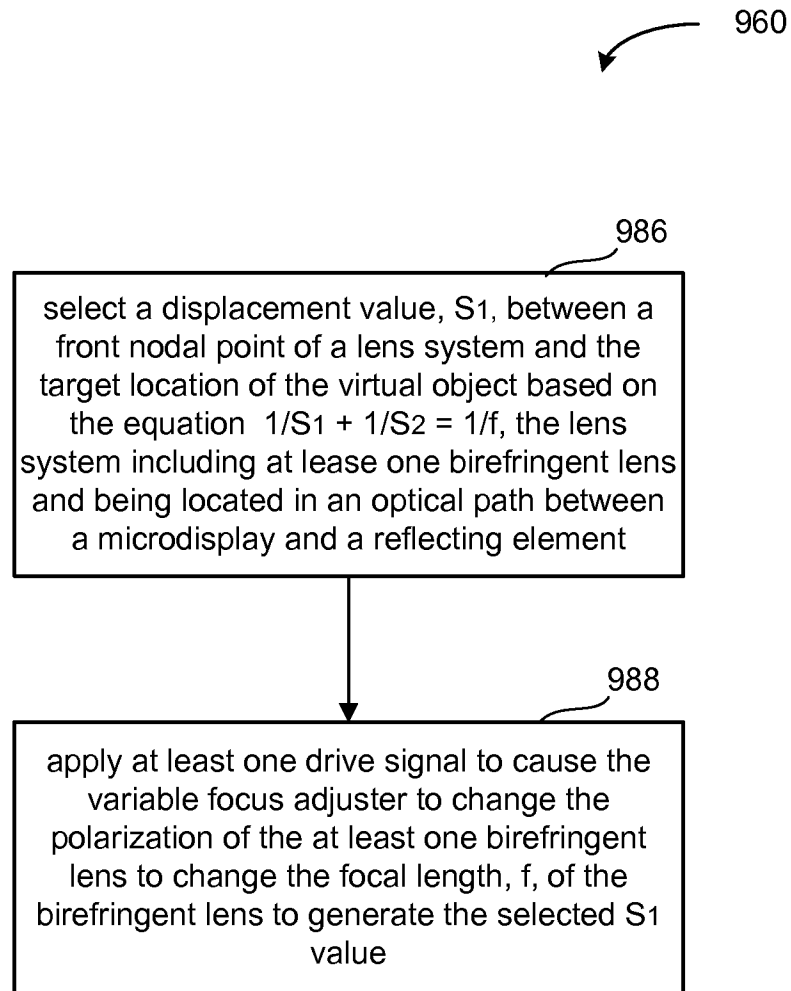 960
986
select a displacement value, S1, between a
front nodal point of a lens system and the
target location of the virtual object based on
the equation 1/S1 + 1/S2 = 1/f, the lens
system including at lease one birefringent lens
and being located in an optical path between
a microdisplay and a reflecting element
988
apply at least one drive signal to cause the
variable focus adjuster to change the
polarization of the at least one birefringent
lens to change the focal length, f, of the
birefringent lens to generate the selected S1
value